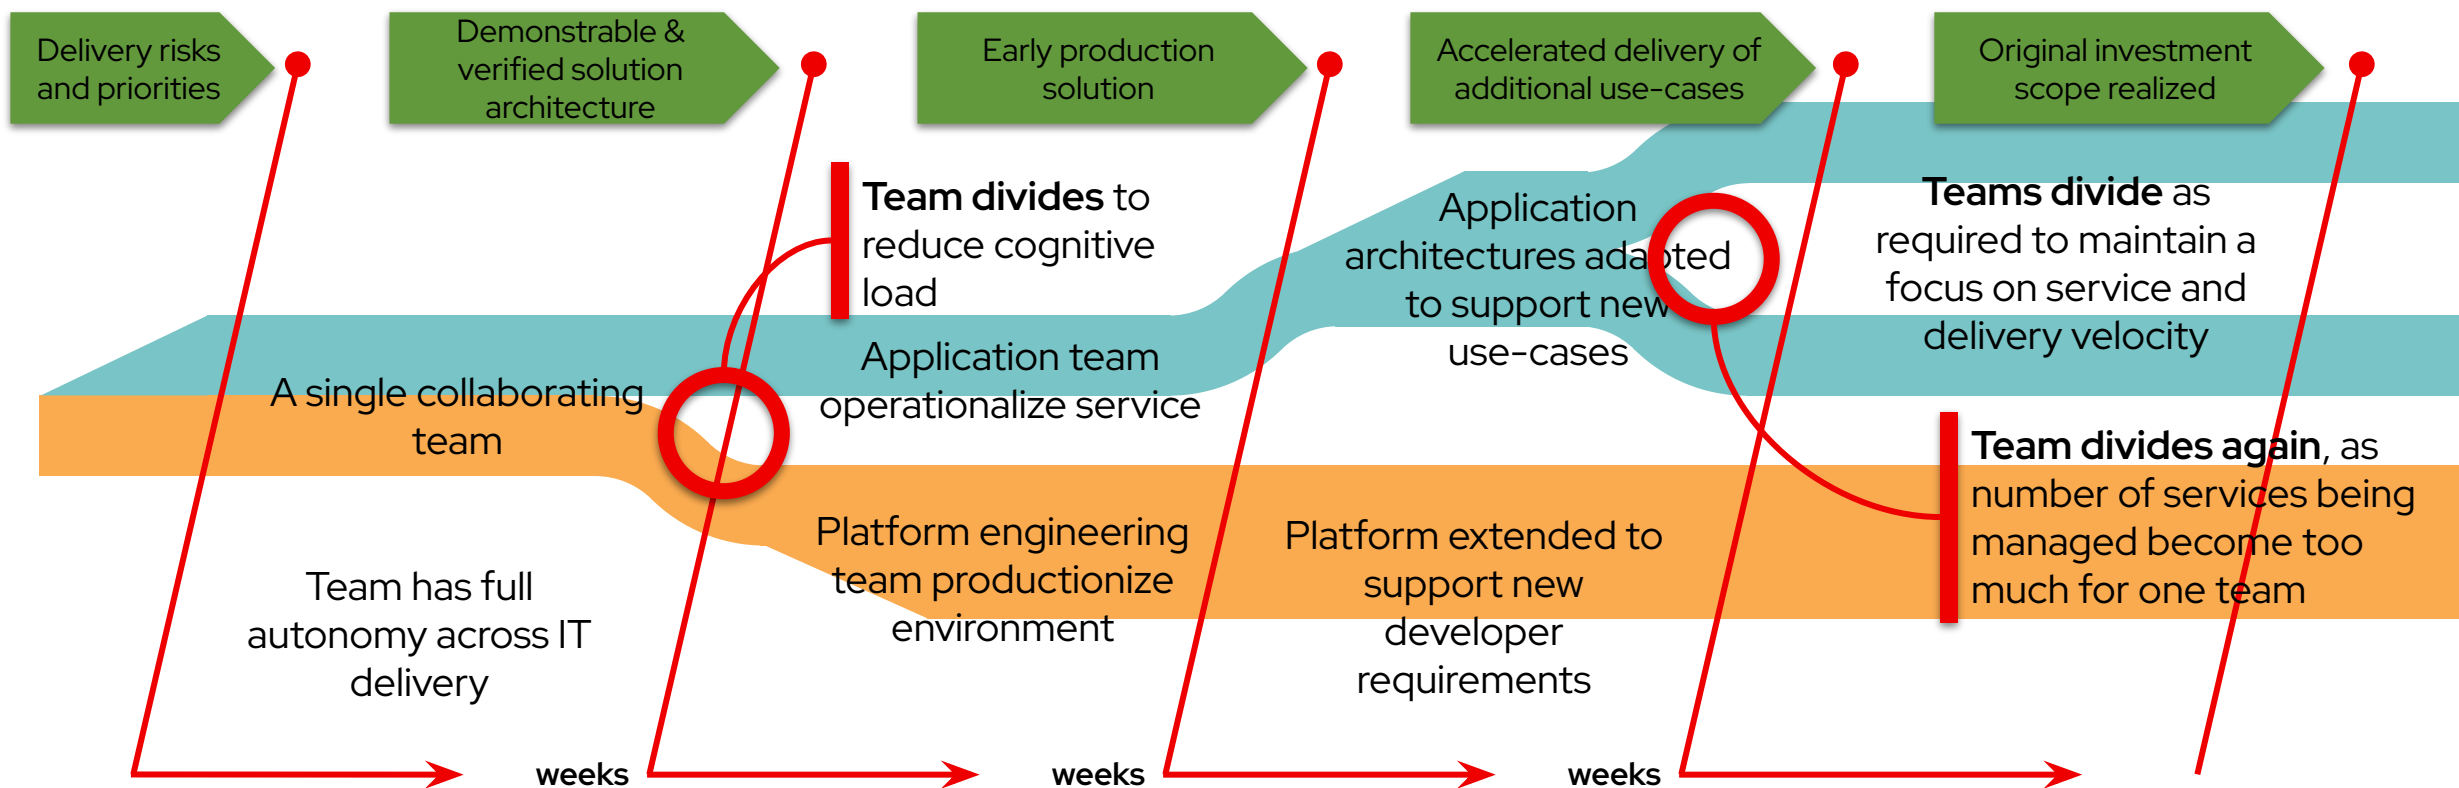 Delivery risks
and priorities
Demonstrable &
verified solution
architecture
Early production
solution
Accelerated delivery of
additional use-cases
Original investment
scope realized
Team divides to
reduce cognitive
load
Application
architectures adapted
to support new
use-cases
Teams divide as
required to maintain a
focus on service and
delivery velocity
A single collaborating
team
Application team
operationalize service
Team divides again, as
number of services being
managed become too
much for one team
Team has full
autonomy across IT
delivery
Platform engineering
team productionize
environment
Platform extended to
support new
developer
requirements
weeks
weeks
weeks